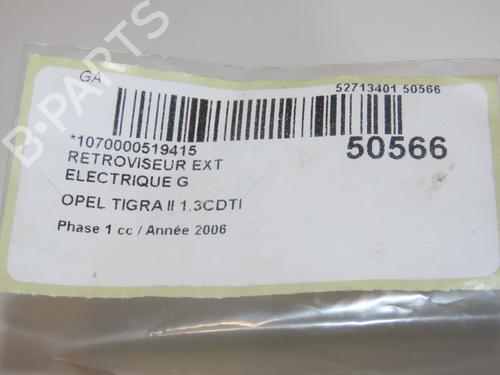 GA
52713401 50566
*1070000519415
50566
RETROVISEUR EXT
ELECTRIQUE G
OPEL TIGRA II 1.3CDTI
Phase 1 cc / Année 2006
B-PARTS